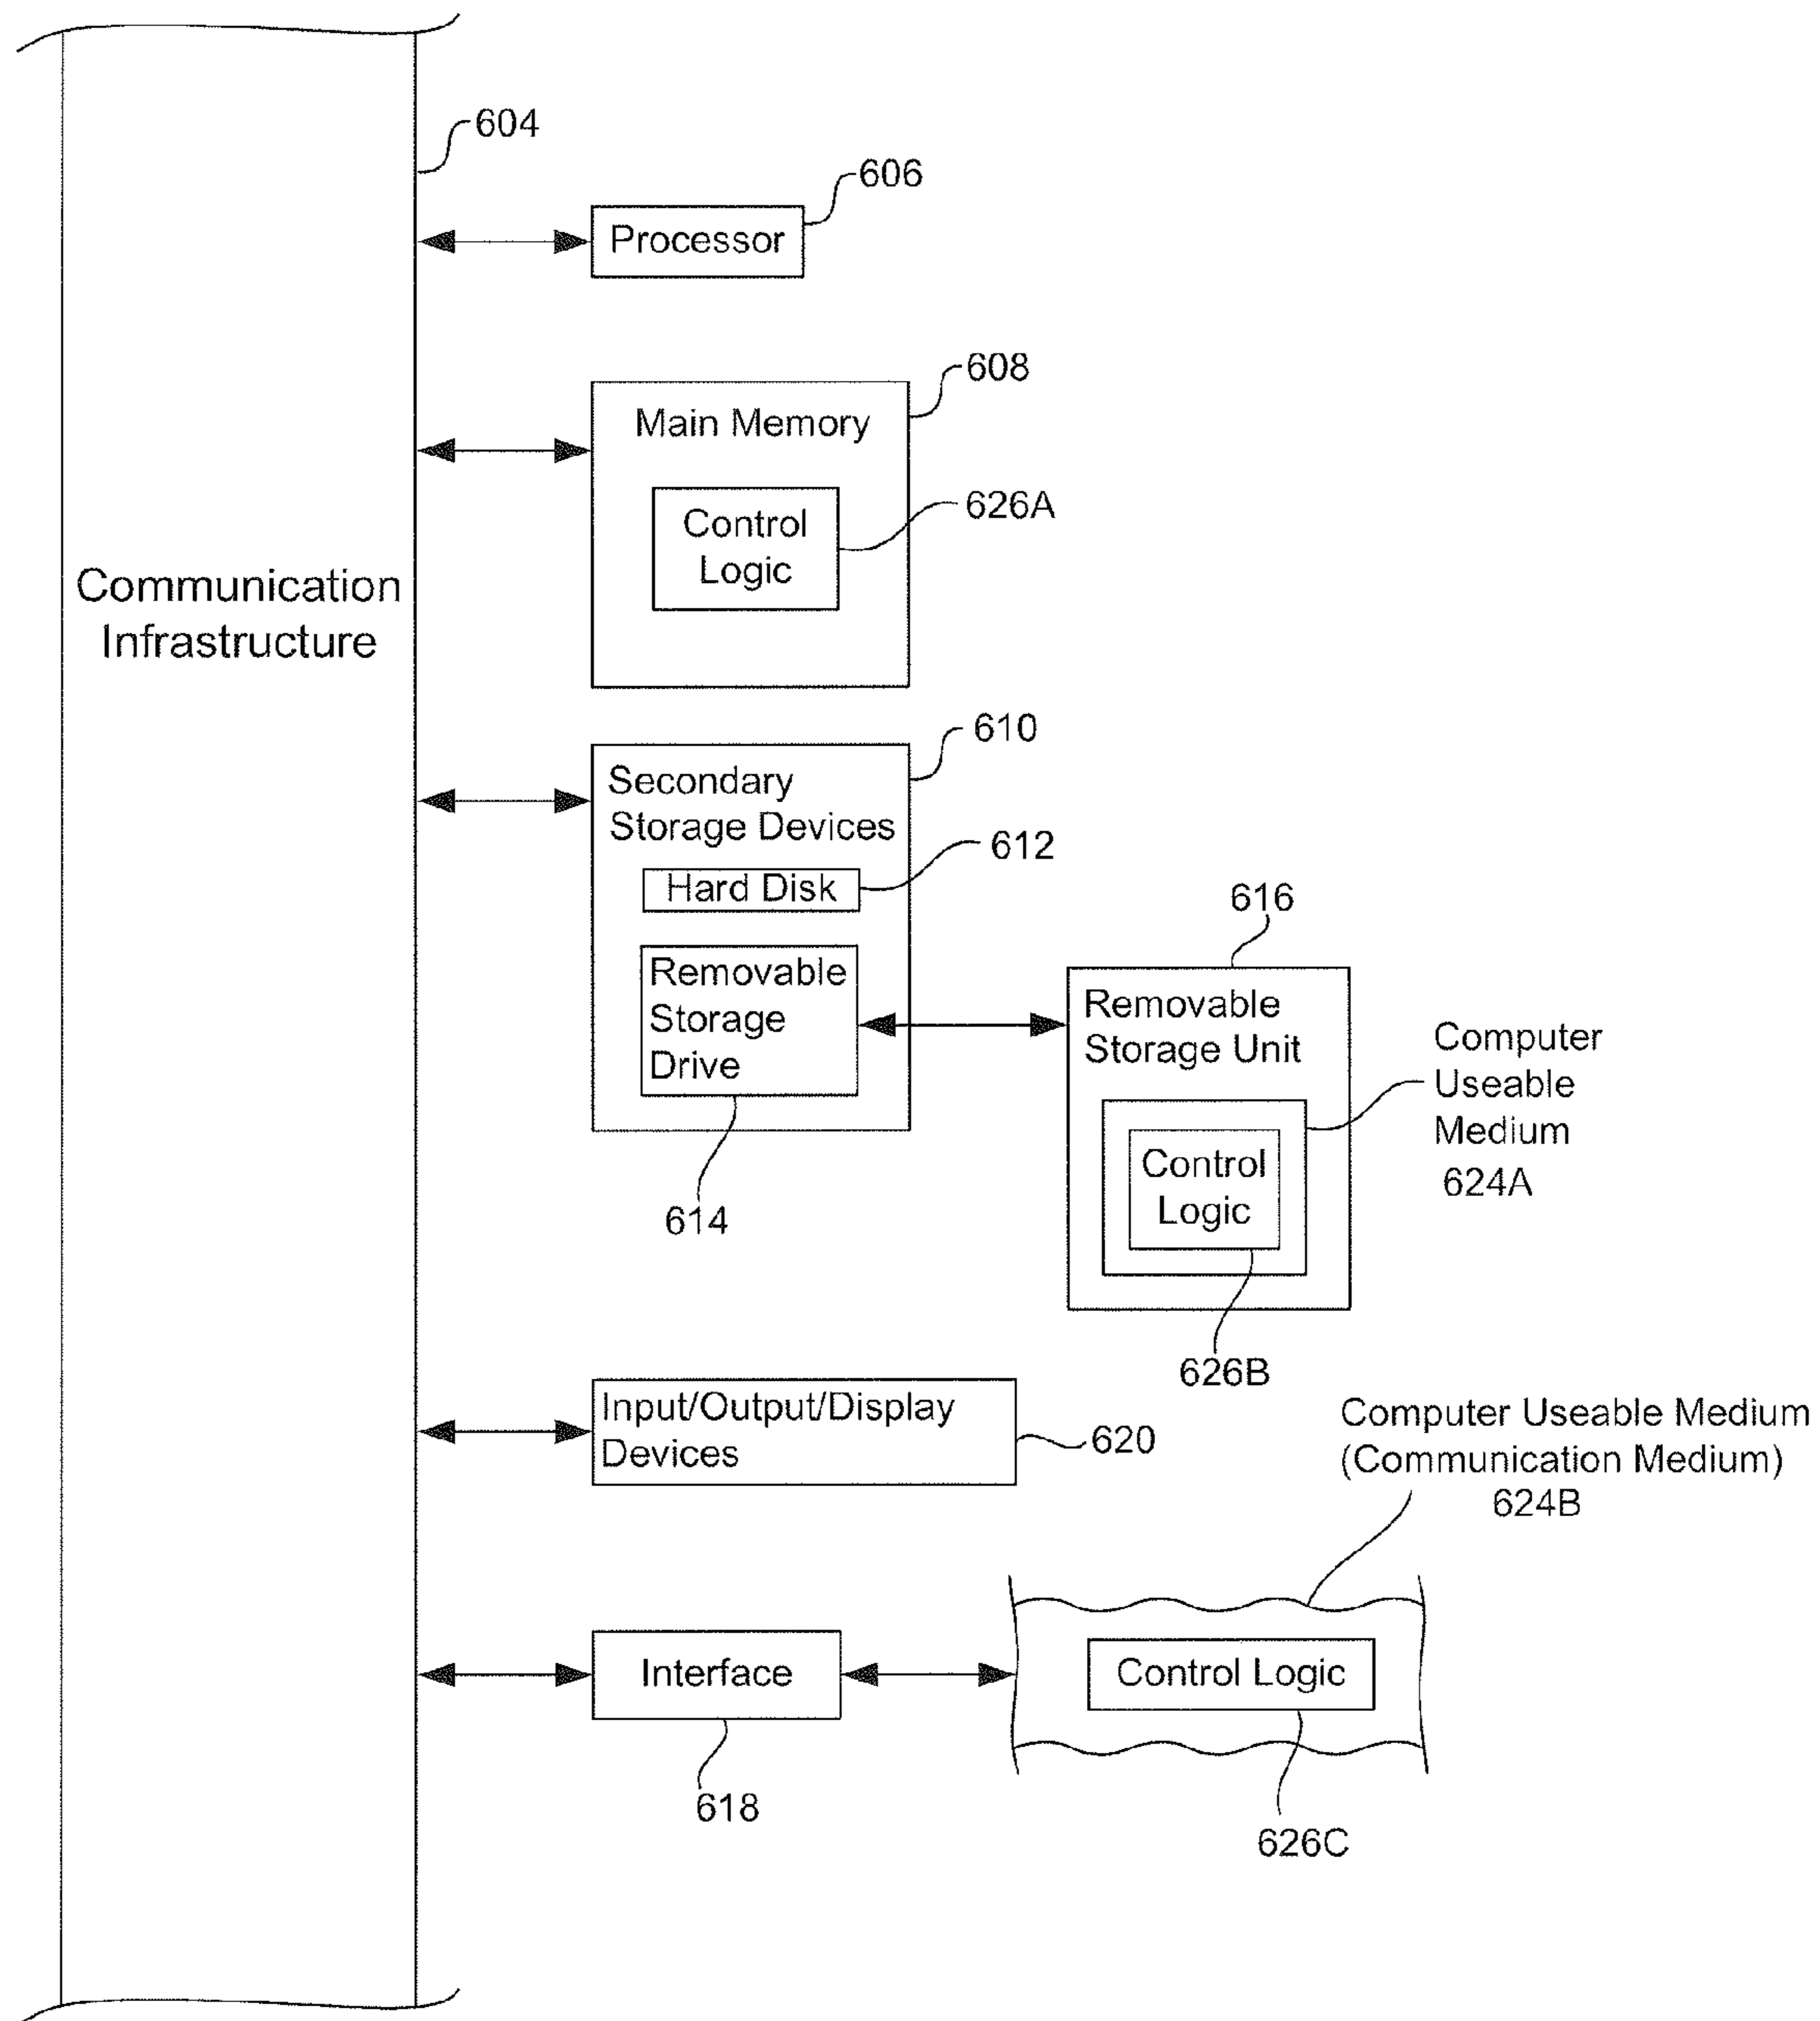 604
606
Processor
608
Main Memory
626A
Control
Logic
Communication
Infrastructure
610
Secondary
Storage Devices
612
Hard Disk
616
Removable
Storage
Drive
Removable
Storage Unit
Computer
Useable
Medium
624A
Control
Logic
614
626B
Input/Output/Display
Devices
620
Computer Useable Medium
(Communication Medium)
624B
Interface
Control Logic
618
626C